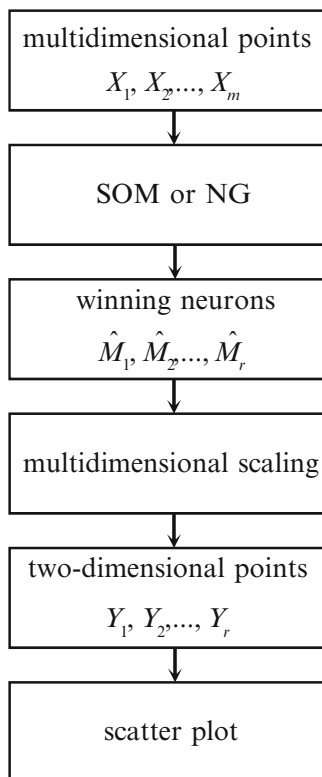 multidimensional points
X₁, X₂,..., Xₘ
SOM or NG
winning neurons
M̂₁, M̂₂,..., M̂ᵣ
multidimensional scaling
two-dimensional points
Y₁, Y₂,..., Yᵣ
scatter plot